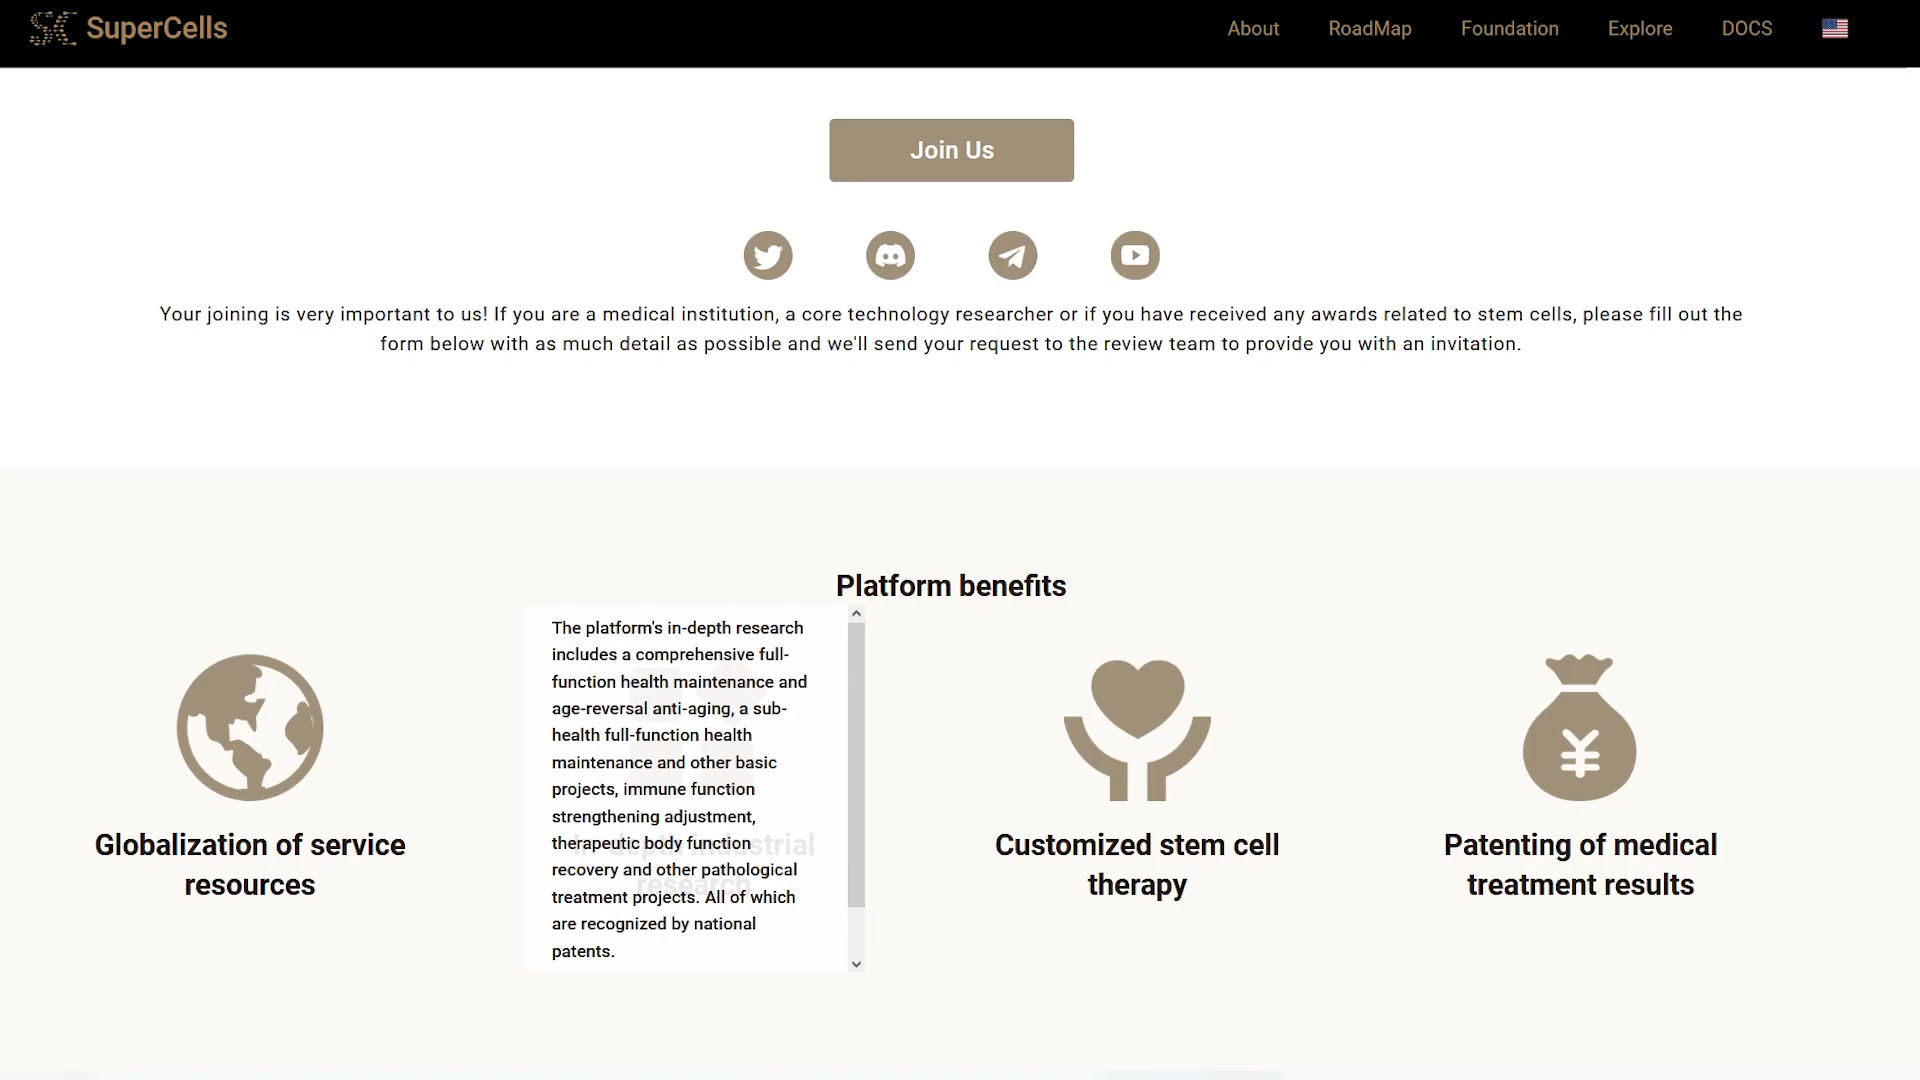 SuperCells
About
RoadMap
Foundation
Explore
DOCS
Join Us
Your joining is very important to us! If you are a medical institution, a core technology researcher or if you have received any awards related to stem cells, please fill out the
form below with as much detail as possible and we'll send your request to the review team to provide you with an invitation.
Platform benefits
Globalization of service
resources
The platform's in-depth research
includes a comprehensive full-
function health maintenance and
age-reversal anti-aging, a sub-
health full-function health
maintenance and other basic
projects, immune function
strengthening adjustment,
therapeutic body function
recovery and other pathological
treatment projects. All of which
are recognized by national
patents.
In-depth industrial
research
Customized stem cell
therapy
¥
Patenting of medical
treatment results